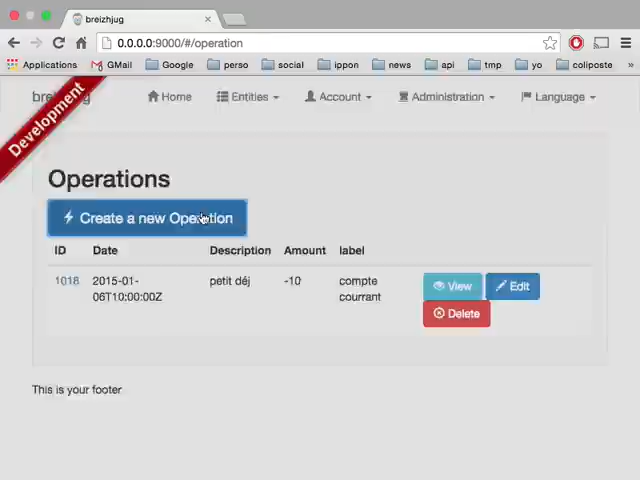 breizhjug
0.0.0.0:9000/#/operation
Applications GMail Google perso social ippon news api tmp yo coliposte »
Development
Home Entities Account Administration Language
Operations
Create a new Operation
ID Date Description Amount label
1018 2015-01-06T10:00:00Z petit déj -10 compte courrant View Edit
Delete
This is your footer